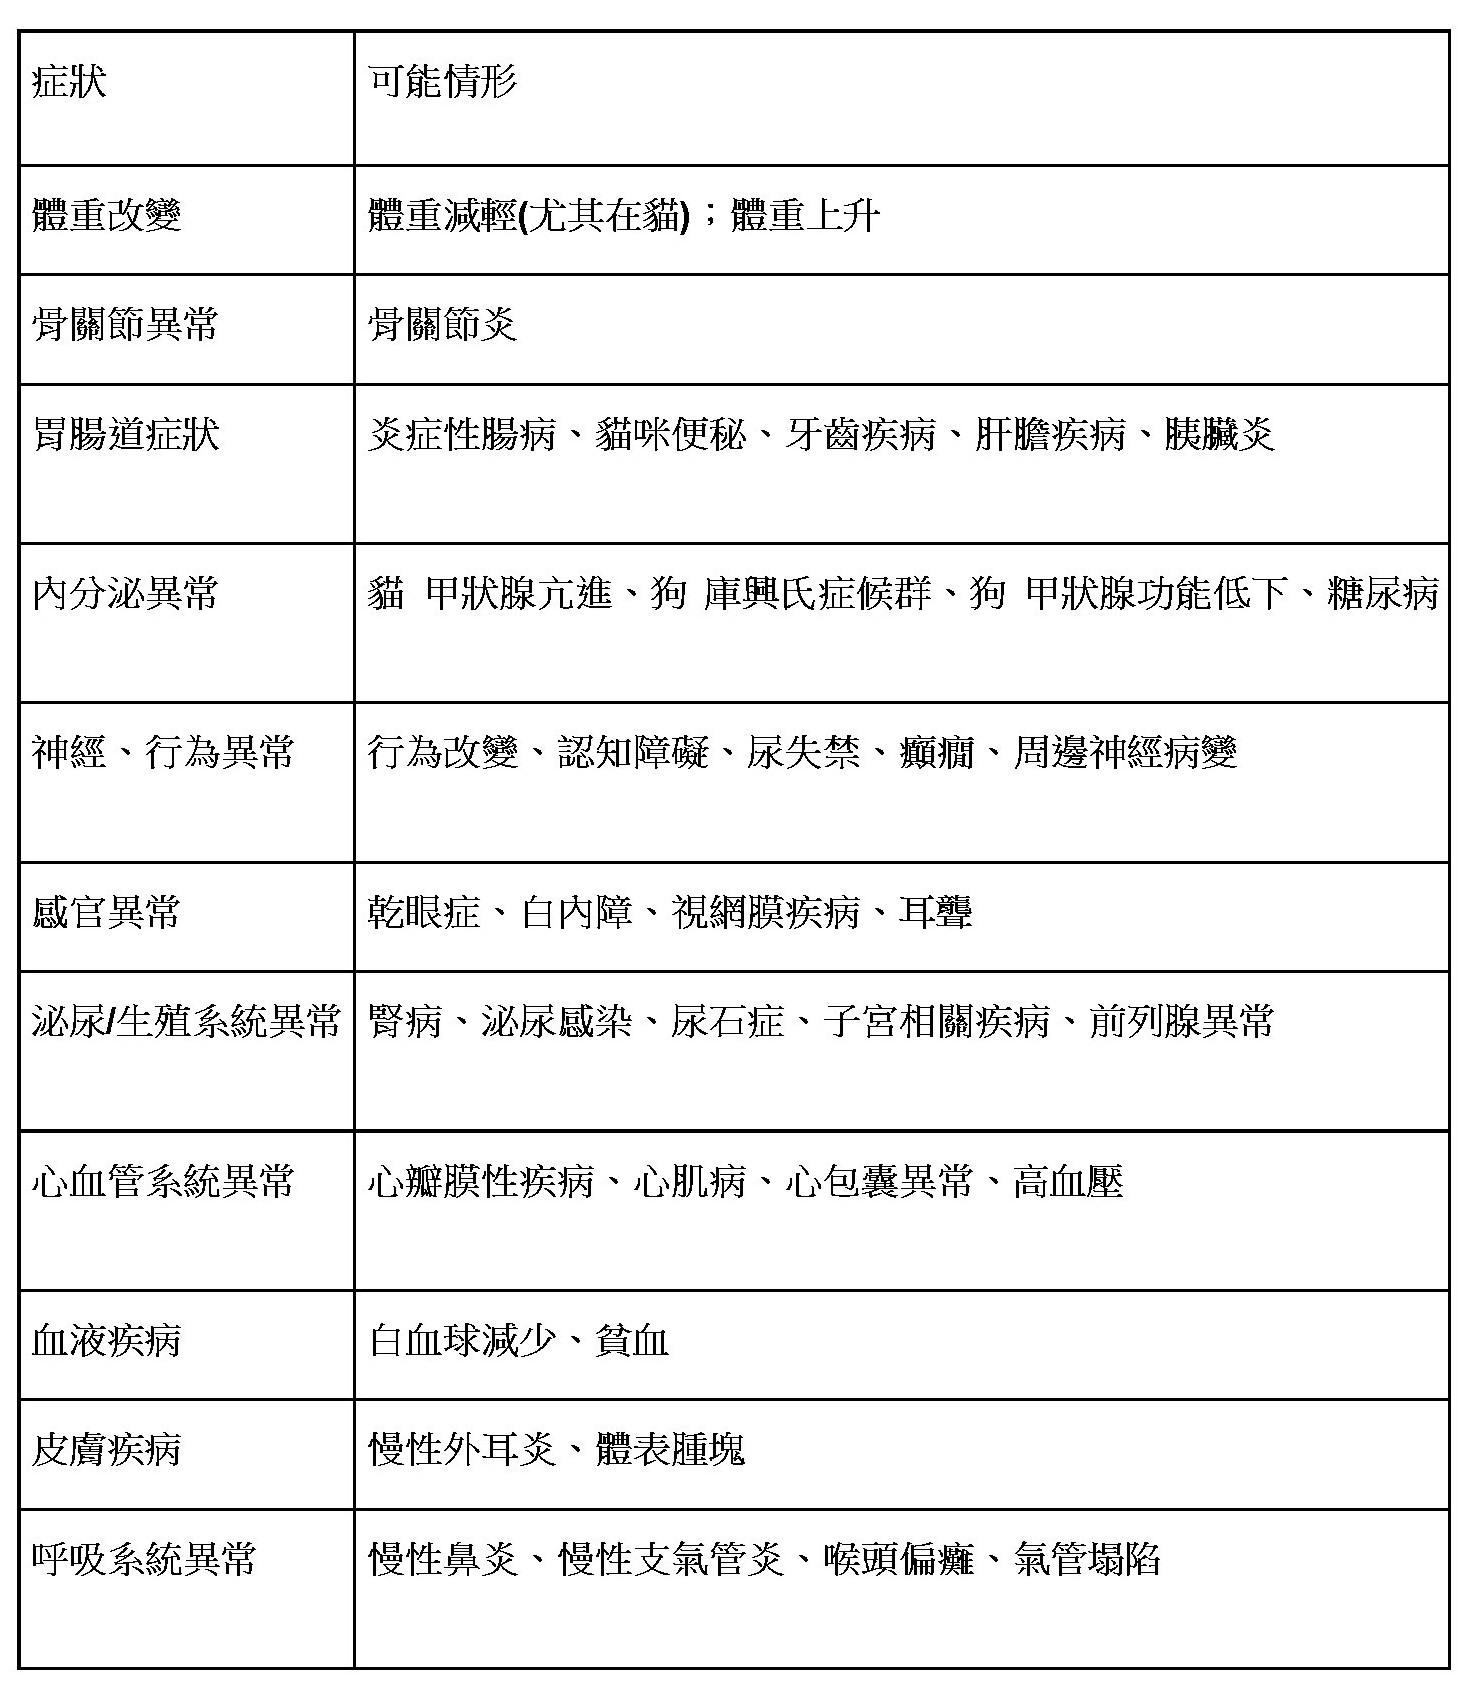 症狀 可能情形
體重改變 體重減輕(尤其在貓)；體重上升
骨關節異常 骨關節炎
胃腸道症狀 炎症性腸病、貓咪便秘、牙齒疾病、肝膽疾病、胰臟炎
內分泌異常 貓 甲狀腺亢進、狗 庫興氏症候群、狗 甲狀腺功能低下、糖尿病
神經、行為異常 行為改變、認知障礙、尿失禁、癲癇、周邊神經病變
感官異常 乾眼症、白內障、視網膜疾病、耳聾
泌尿/生殖系統異常 腎病、泌尿感染、尿石症、子宮相關疾病、前列腺異常
心血管系統異常 心瓣膜性疾病、心肌病、心包囊異常、高血壓
血液疾病 白血球減少、貧血
皮膚疾病 慢性外耳炎、體表腫塊
呼吸系統異常 慢性鼻炎、慢性支氣管炎、喉頭偏癱、氣管塌陷